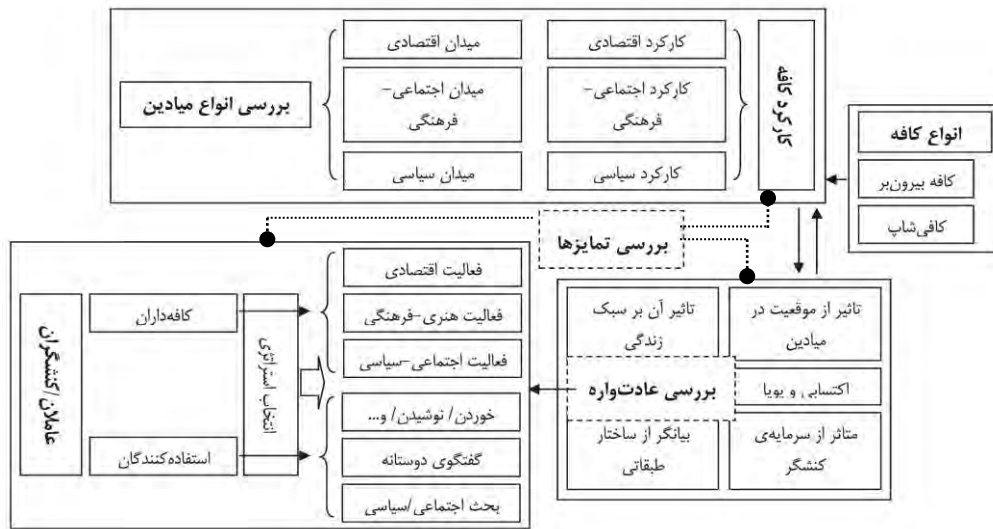 کارکرد کافه
کارکرد اقتصادی
کارکرد اجتماعی-
فرهنگی
کارکرد سیاسی
میدان اقتصادی
میدان اجتماعی-
فرهنگی
میدان سیاسی
بررسی انواع میادین
انواع کافه
کافه بیرون‌بر
کافی‌شاپ
بررسی تمایزها
تاثیر از موقعیت در
میادین
تاثیر آن بر سبک
زندگی
اکتسابی و پویا
بررسی عادت‌واره
متاثر از سرمایه‌ی
کنشگر
بیانگر از ساختار
طبقاتی
فعالیت اقتصادی
فعالیت هنری-فرهنگی
فعالیت اجتماعی-سیاسی
خوردن/ نوشیدن/ و...
گفتگوی دوستانه
بحث اجتماعی/سیاسی
انتخاب استراتژی
کافه‌داران
استفاده‌کنندگان
عاملان/کنشگران